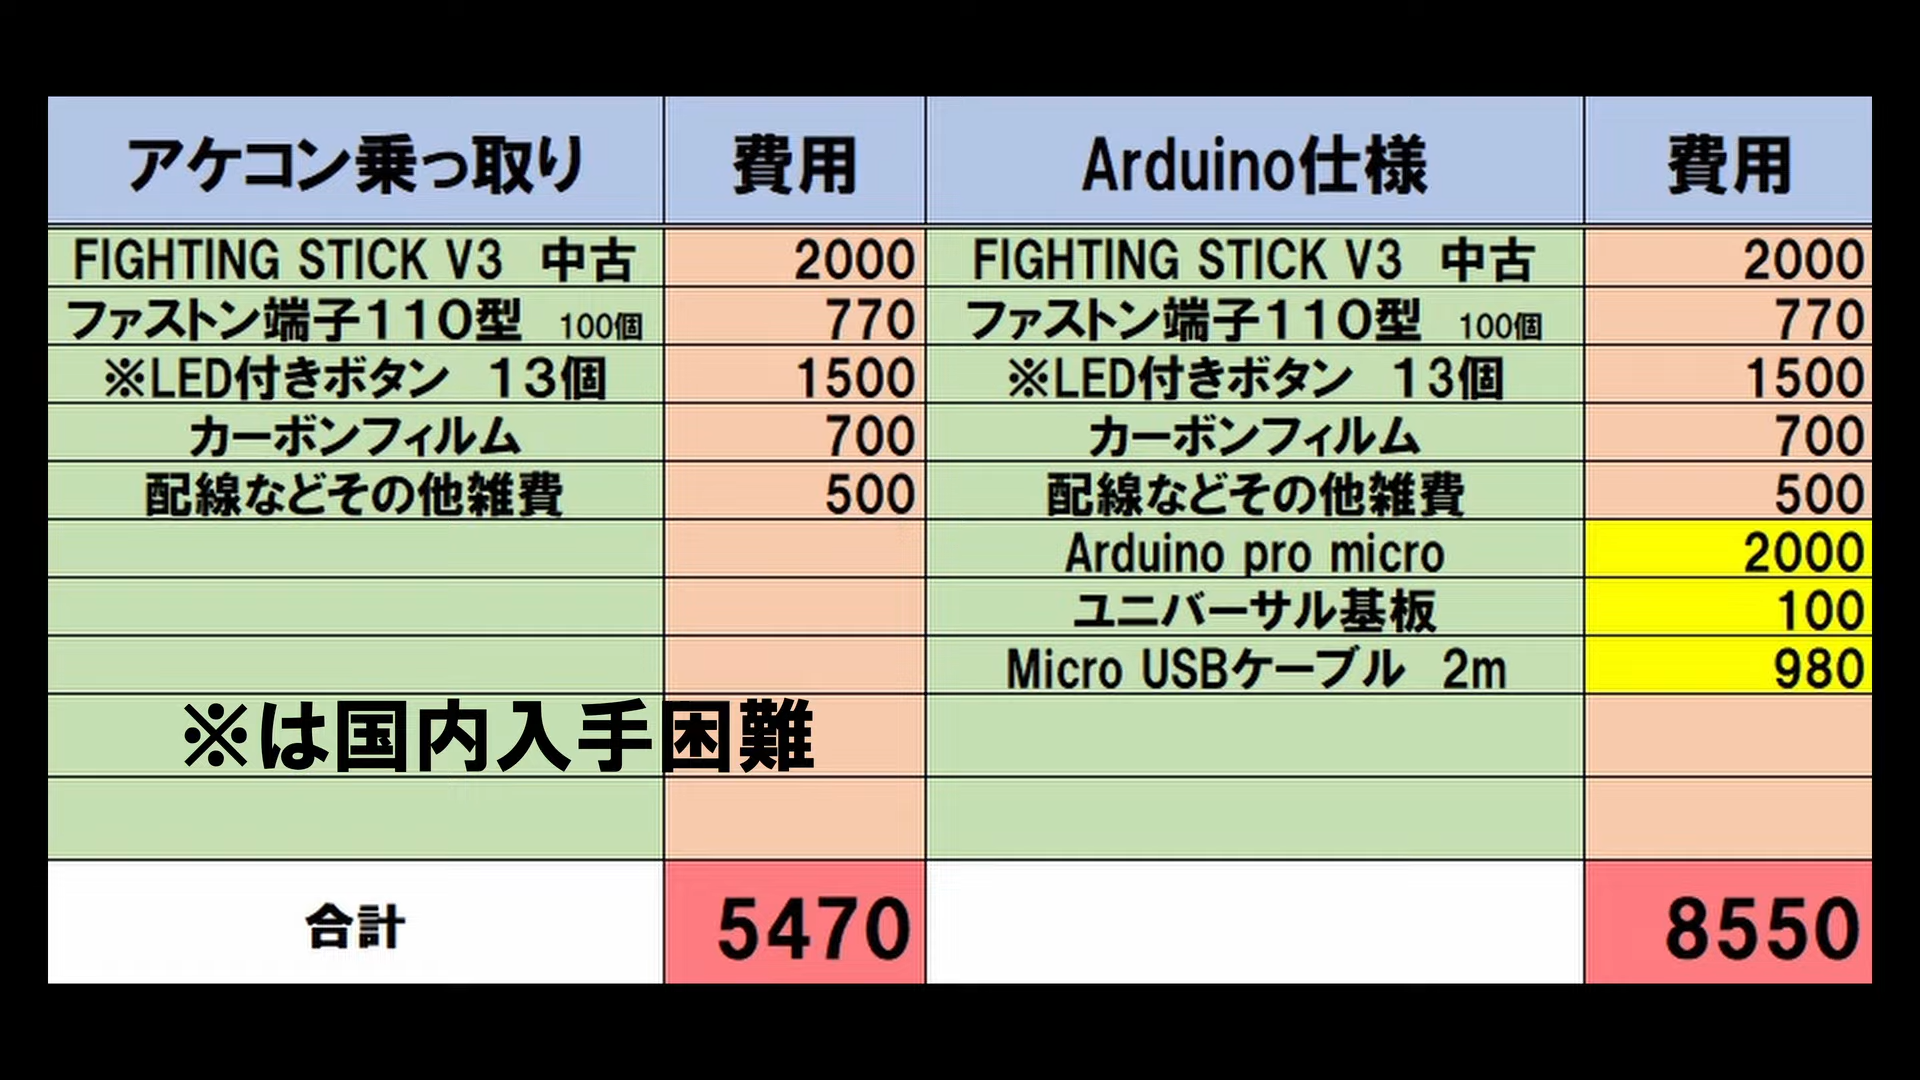 アケコン乗っ取り 費用 Arduino仕様 費用
FIGHTING STICK V3 中古 2000 FIGHTING STICK V3 中古 2000
ファストン端子110型 100個 770 ファストン端子110型 100個 770
※LED付きボタン 13個 1500 ※LED付きボタン 13個 1500
カーボンフィルム 700 カーボンフィルム 700
配線などその他雑費 500 配線などその他雑費 500
Arduino pro micro 2000
ユニバーサル基板 100
Micro USBケーブル 2m 980
※は国内入手困難
合計 5470 8550